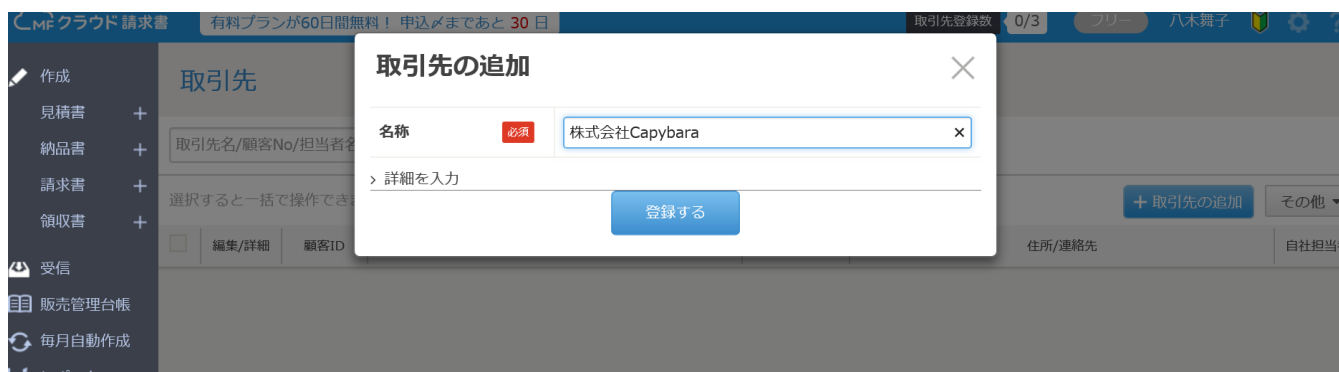 MFクラウド請求書
有料プランが60日間無料！申込〆まであと 30 日
取引先登録数 0/3
フリー
八木舞子
作成
見積書
納品書
請求書
領収書
受信
販売管理台帳
毎月自動作成
取引先
取引先名/顧客No/担当者名
選択すると一括で操作でき
取引先の追加
その他
編集/詳細
顧客ID
住所/連絡先
自社担当
取引先の追加
名称
必須
株式会社Capybara
詳細を入力
登録する